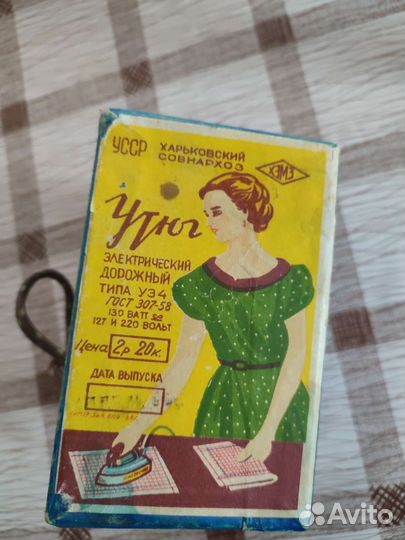 УССР ХАРЬКОВСКИЙ
СОВНАРХОЗ
ХЭМЗ
Утюг
ЭЛЕКТРИЧЕСКИЙ
ДОРОЖНЫЙ
ТИПА УЭ4
ГОСТ 307-58
130 ВАТТ
127 И 220 ВОЛЬТ
Цена 2р 20к.
ДАТА ВЫПУСКА
Avito